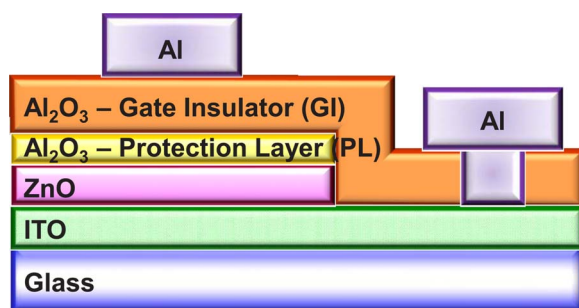 Al
Al₂O₃ – Gate Insulator (GI)
Al
Al₂O₃ – Protection Layer (PL)
ZnO
ITO
Glass